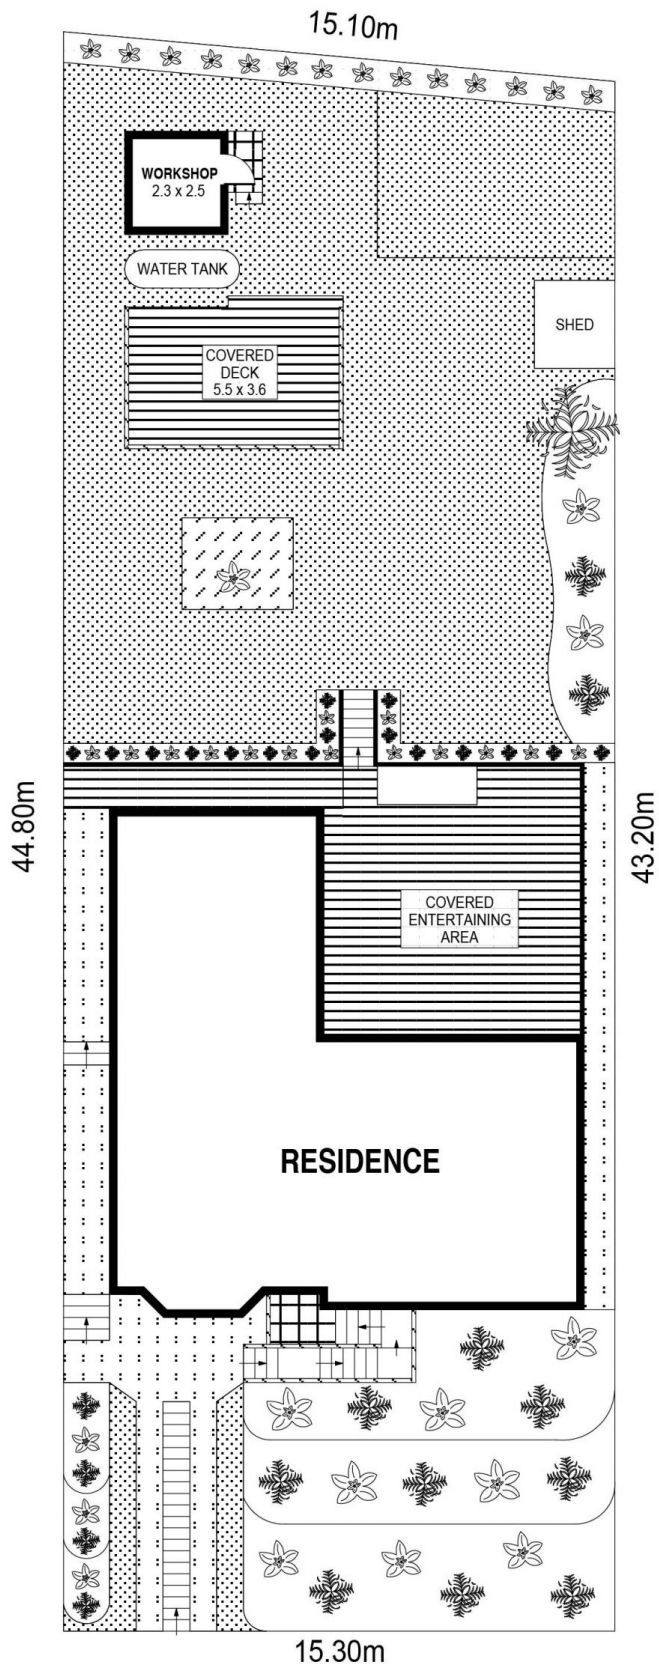 15.10m
WORKSHOP
2.3 x 2.5
WATER TANK
SHED
COVERED
DECK
5.5 x 3.6
44.80m
43.20m
COVERED
ENTERTAINING
AREA
RESIDENCE
15.30m